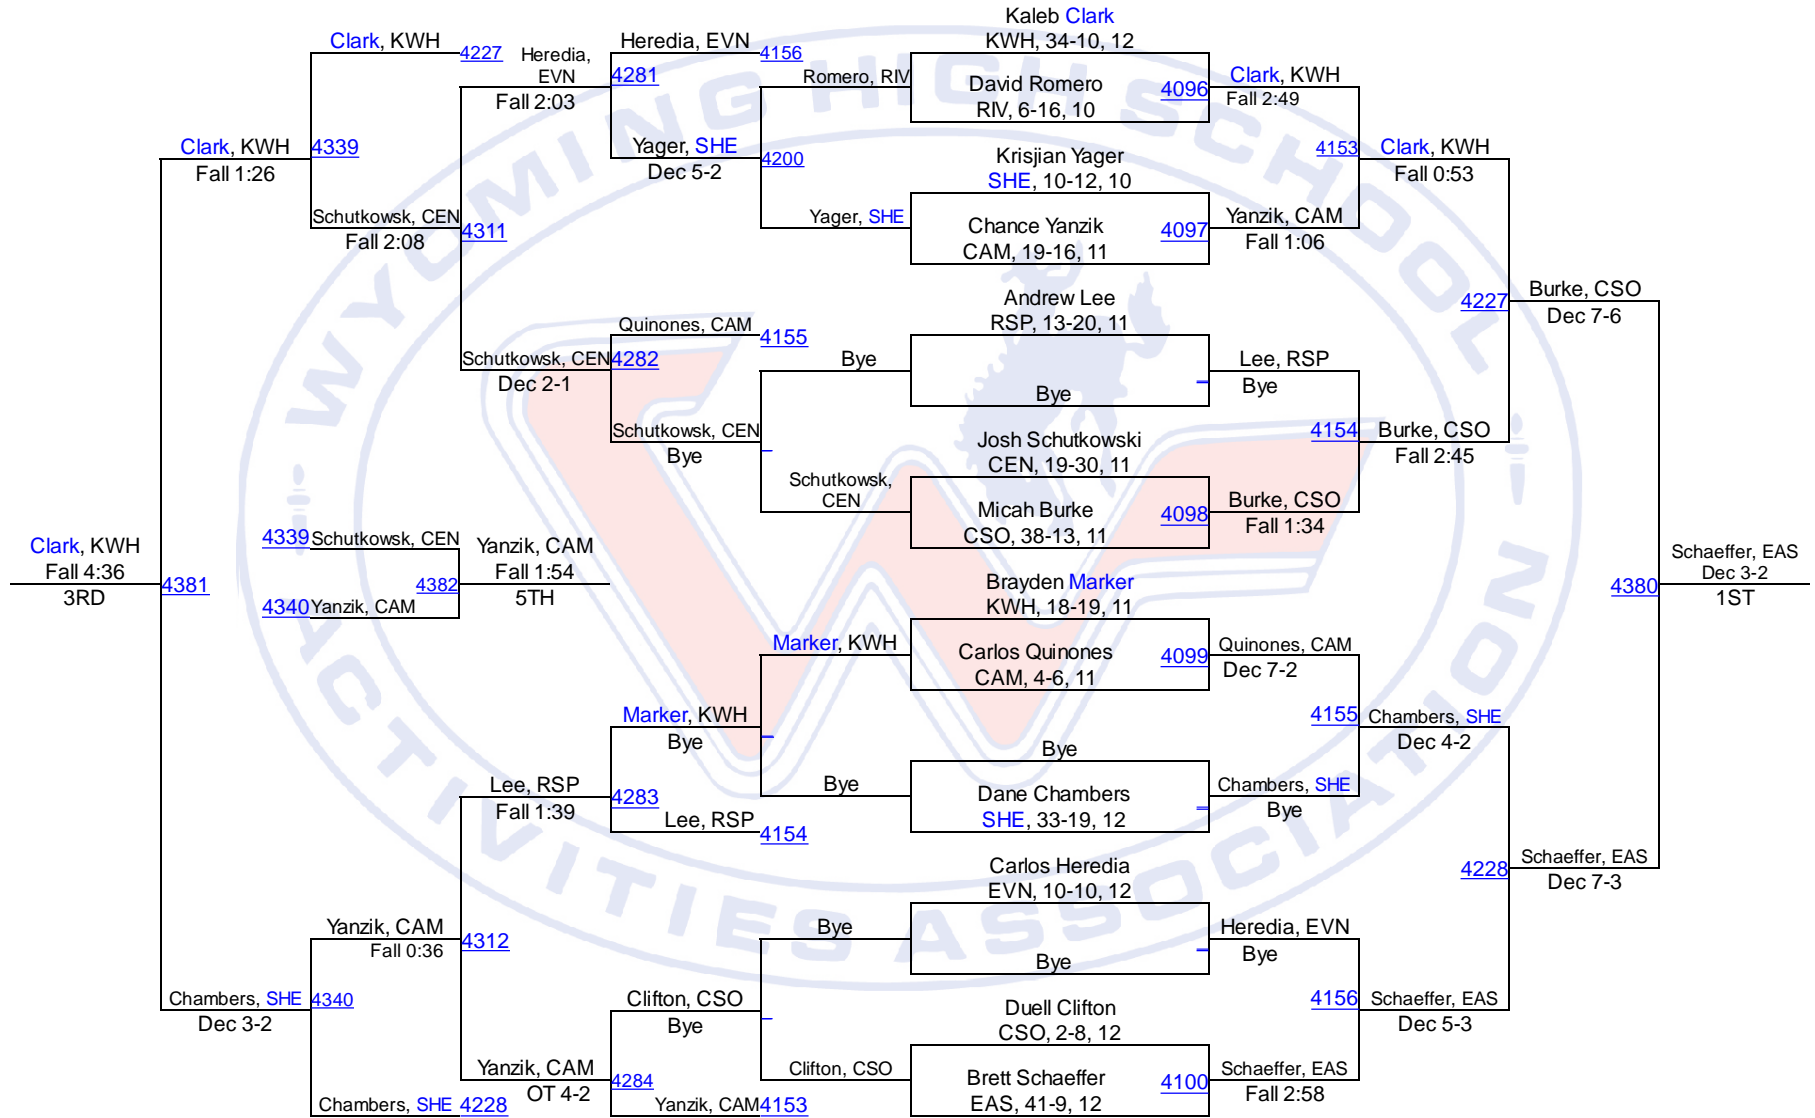 Kaleb Clark
KWH, 34-10, 12
Clark, KWH
4227
Heredia,
EVN
Fall 2:03
Heredia, EVN
4156
4281
Romero, RIV
David Romero
RIV, 6-16, 10
4096
Clark, KWH
Fall 2:49
Clark, KWH
Fall 1:26
4339
Yager, SHE
Dec 5-2
4200
Krisjian Yager
SHE, 10-12, 10
4153
Clark, KWH
Fall 0:53
Schutkowsk, CEN
Fall 2:08
4311
Yager, SHE
Chance Yanzik
CAM, 19-16, 11
4097
Yanzik, CAM
Fall 1:06
Andrew Lee
RSP, 13-20, 11
4227
Burke, CSO
Dec 7-6
Quinones, CAM
4155
Schutkowsk, CEN
Dec 2-1
4282
Bye
Bye
Lee, RSP
Bye
Schutkowsk, CEN
Bye
Josh Schutkowski
CEN, 19-30, 11
4154
Burke, CSO
Fall 2:45
Schutkowsk,
CEN
Micah Burke
CSO, 38-13, 11
4098
Burke, CSO
Fall 1:34
Clark, KWH
Fall 4:36
3RD
4381
4339
Schutkowsk, CEN
4340
Yanzik, CAM
4382
Yanzik, CAM
Fall 1:54
5TH
Brayden Marker
KWH, 18-19, 11
4380
Schaeffer, EAS
Dec 3-2
1ST
Marker, KWH
Carlos Quinones
CAM, 4-6, 11
4099
Quinones, CAM
Dec 7-2
Marker, KWH
Bye
Bye
4155
Chambers, SHE
Dec 4-2
Lee, RSP
Fall 1:39
4283
Bye
Dane Chambers
SHE, 33-19, 12
Chambers, SHE
Bye
Lee, RSP
4154
Carlos Heredia
EVN, 10-10, 12
4228
Schaeffer, EAS
Dec 7-3
Yanzik, CAM
Fall 0:36
4312
Bye
Bye
Heredia, EVN
Bye
Chambers, SHE
Dec 3-2
4340
Clifton, CSO
Bye
Duell Clifton
CSO, 2-8, 12
4156
Schaeffer, EAS
Dec 5-3
Yanzik, CAM
OT 4-2
4284
Clifton, CSO
Brett Schaeffer
EAS, 41-9, 12
4100
Schaeffer, EAS
Fall 2:58
Chambers, SHE
4228
Yanzik, CAM
4153
WYOMING HIGH SCHOOL
ACTIVITIES ASSOCIATION